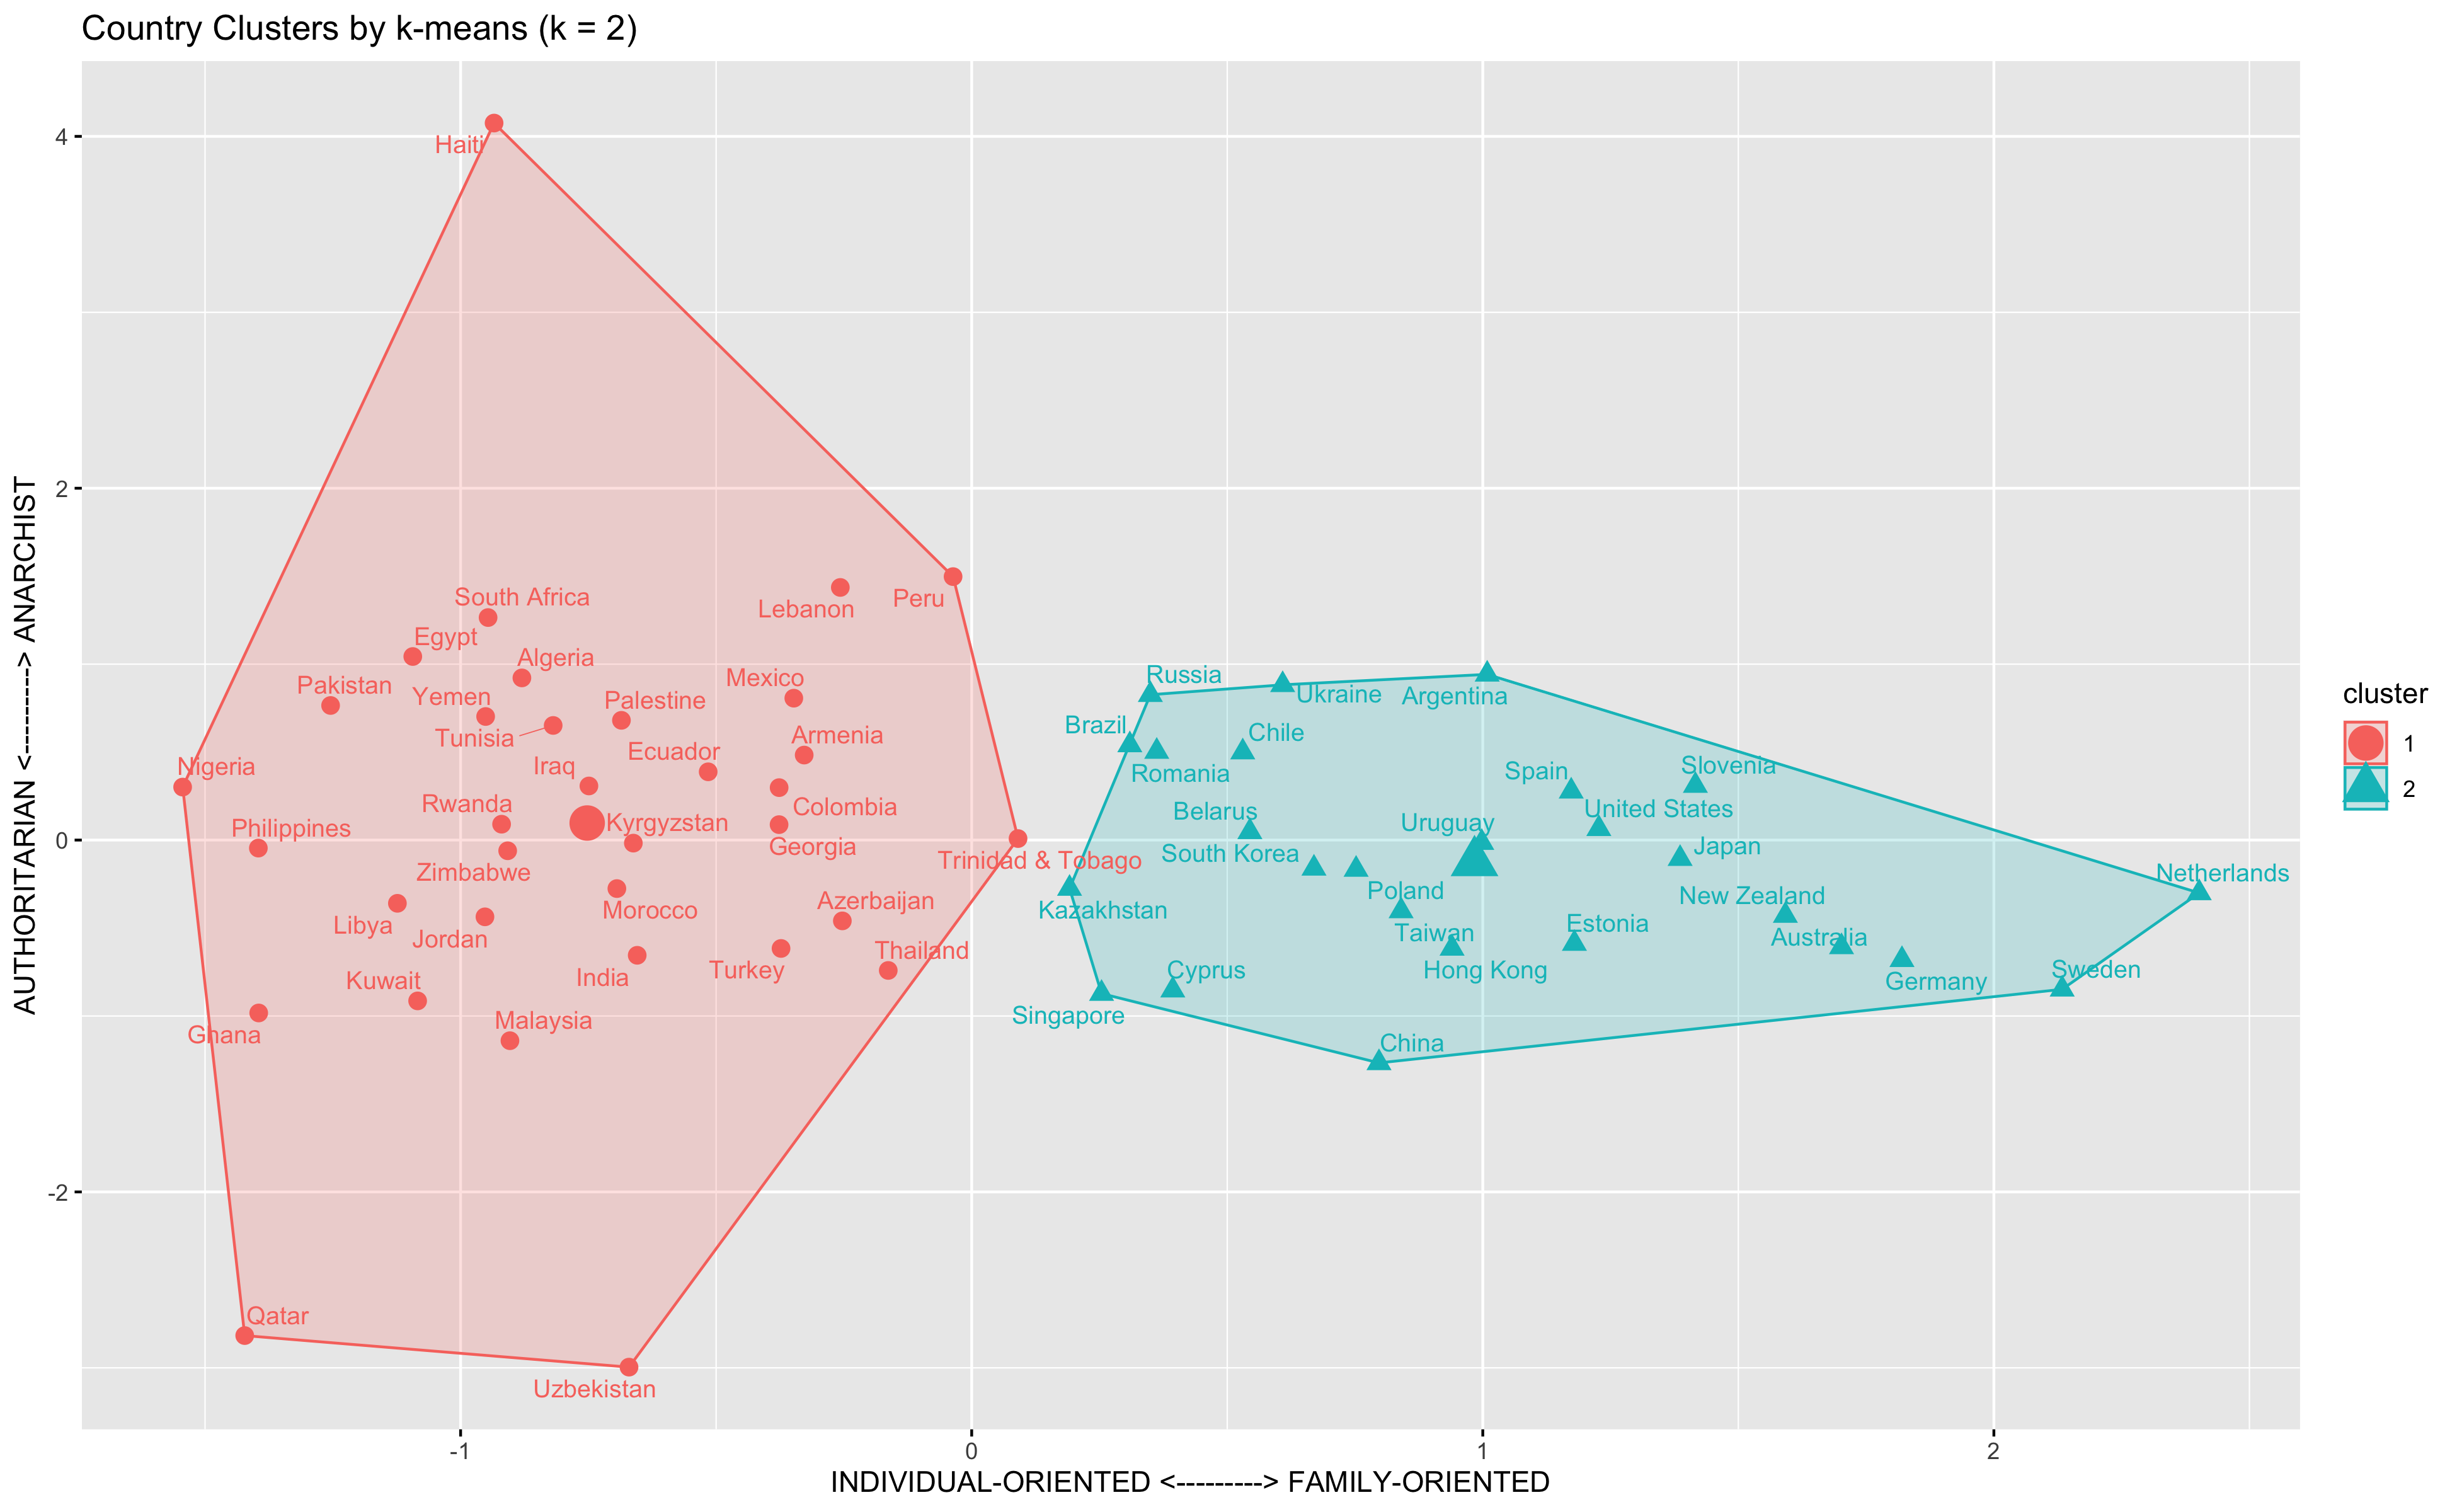 Country Clusters by k-means (k = 2)
4
Haiti
2
South Africa
Lebanon
Peru
Egypt
Algeria
Mexico
Russia
Pakistan
Yemen
Palestine
Ukraine
Argentina
Tunisia
Armenia
Brazil
Chile
Ecuador
Iraq
Romania
Spain
Slovenia
Nigeria
Rwanda
Colombia
Belarus
United States
Philippines
Kyrgyzstan
Uruguay
0
Georgia
South Korea
Japan
Trinidad & Tobago
Zimbabwe
Netherlands
Poland
New Zealand
Morocco
Azerbaijan
Kazakhstan
Libya
Jordan
Taiwan
Estonia
Australia
Thailand
Turkey
India
Cyprus
Hong Kong
Sweden
Kuwait
Germany
Ghana
Malaysia
Singapore
China
-2
Qatar
Uzbekistan
-1
0
1
2
INDIVIDUAL-ORIENTED <----------> FAMILY-ORIENTED
AUTHORITARIAN <----------> ANARCHIST
cluster
1
2